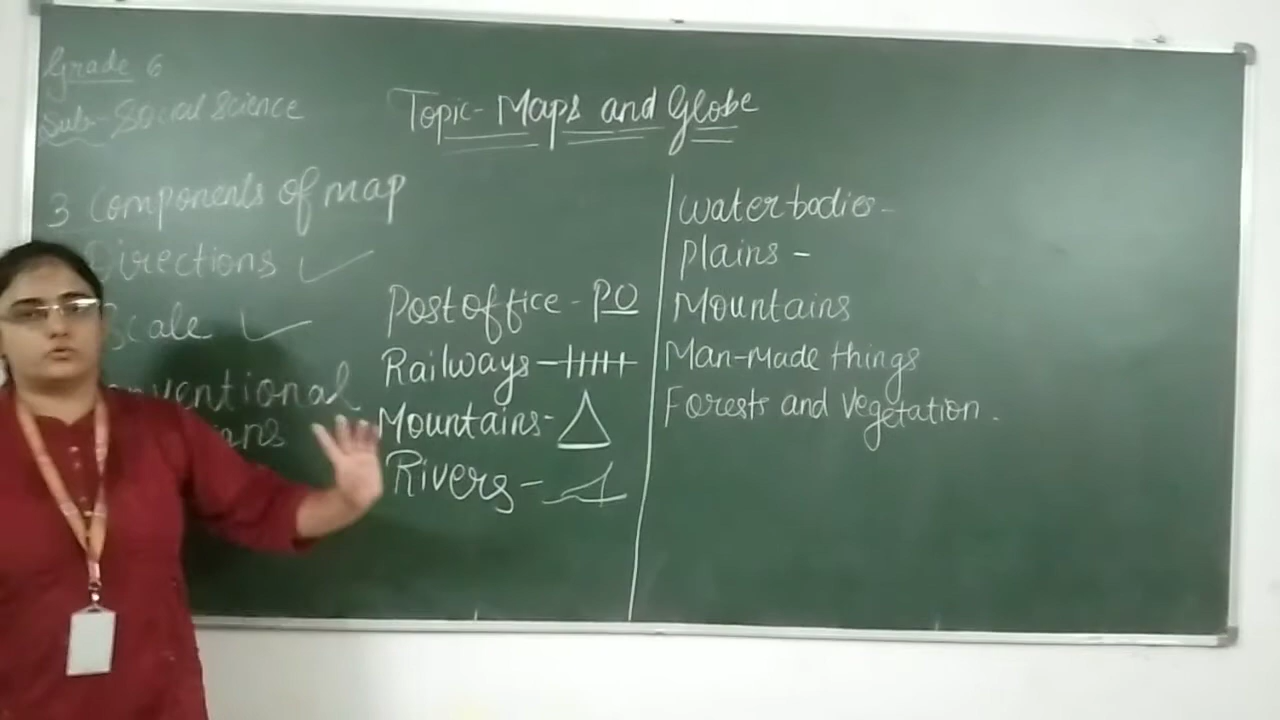 Grade 6
Sub- Social Science
Topic- Maps and Globe
3 Components of map
Directions
Scale
Post office - PO
Railways
Mountains-
Rivers -
Water bodies -
Plains -
Mountains
Man-Made things
Forests and Vegetation.